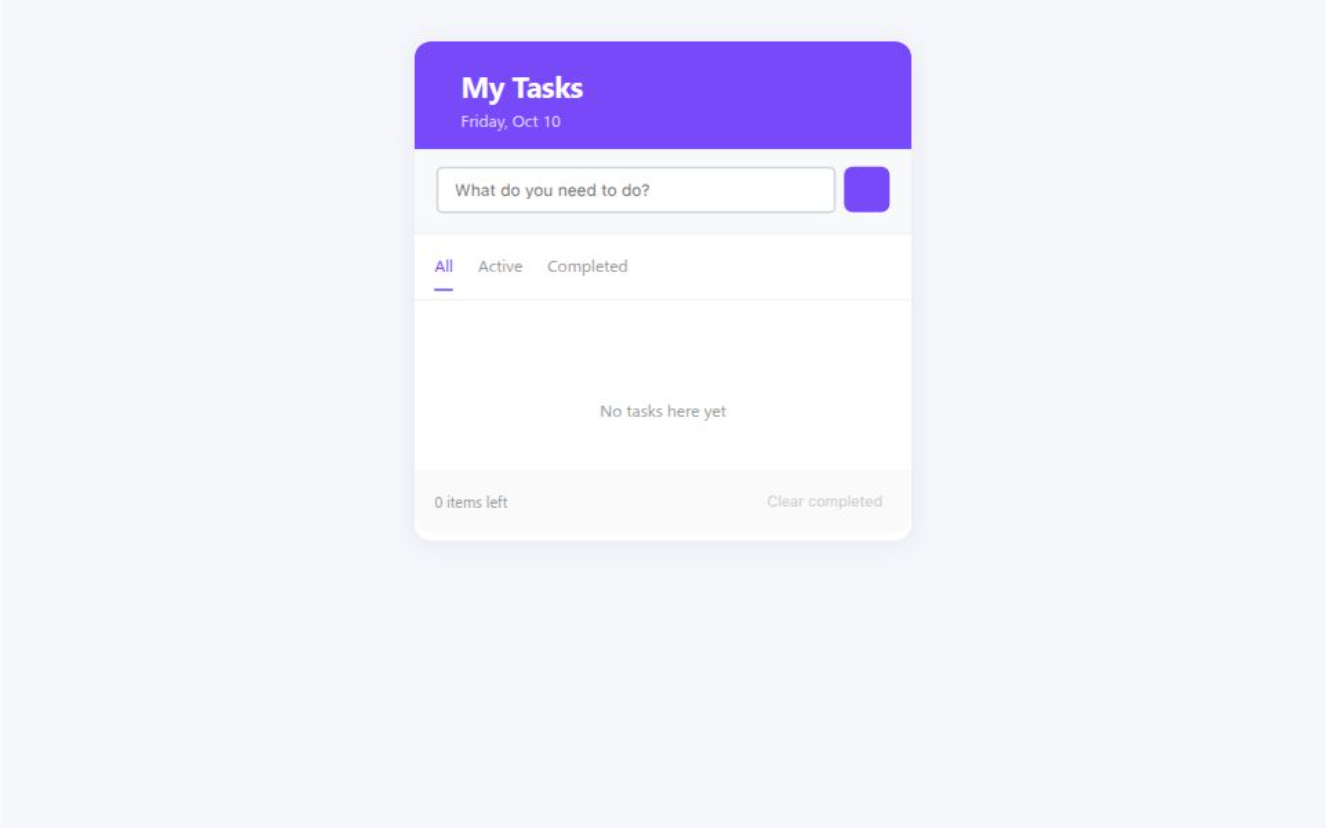 My Tasks
Friday, Oct 10
What do you need to do?
All Active Completed
No tasks here yet
0 items left Clear completed